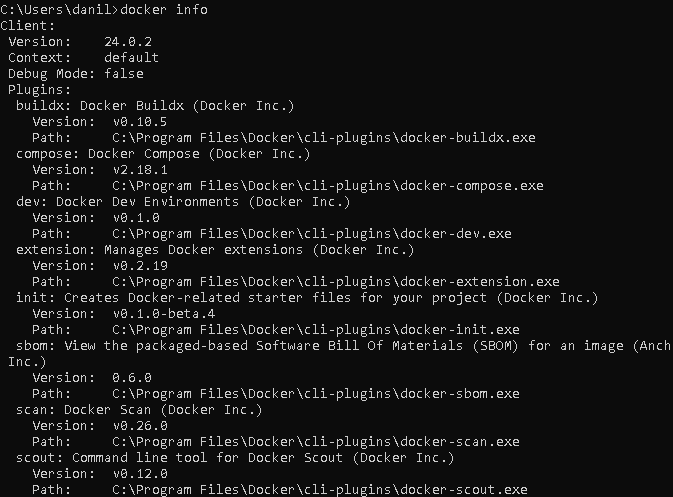 C:\Users\danil>docker info
Client:
 Version:    24.0.2
 Context:    default
 Debug Mode: false
 Plugins:
  buildx: Docker Buildx (Docker Inc.)
    Version:  v0.10.5
    Path:     C:\Program Files\Docker\cli-plugins\docker-buildx.exe
  compose: Docker Compose (Docker Inc.)
    Version:  v2.18.1
    Path:     C:\Program Files\Docker\cli-plugins\docker-compose.exe
  dev: Docker Dev Environments (Docker Inc.)
    Version:  v0.1.0
    Path:     C:\Program Files\Docker\cli-plugins\docker-dev.exe
  extension: Manages Docker extensions (Docker Inc.)
    Version:  v0.2.19
    Path:     C:\Program Files\Docker\cli-plugins\docker-extension.exe
  init: Creates Docker-related starter files for your project (Docker Inc.)
    Version:  v0.1.0-beta.4
    Path:     C:\Program Files\Docker\cli-plugins\docker-init.exe
  sbom: View the packaged-based Software Bill Of Materials (SBOM) for an image (Anch
 Inc.)
    Version:  0.6.0
    Path:     C:\Program Files\Docker\cli-plugins\docker-sbom.exe
  scan: Docker Scan (Docker Inc.)
    Version:  v0.26.0
    Path:     C:\Program Files\Docker\cli-plugins\docker-scan.exe
  scout: Command line tool for Docker Scout (Docker Inc.)
    Version:  v0.12.0
    Path:     C:\Program Files\Docker\cli-plugins\docker-scout.exe